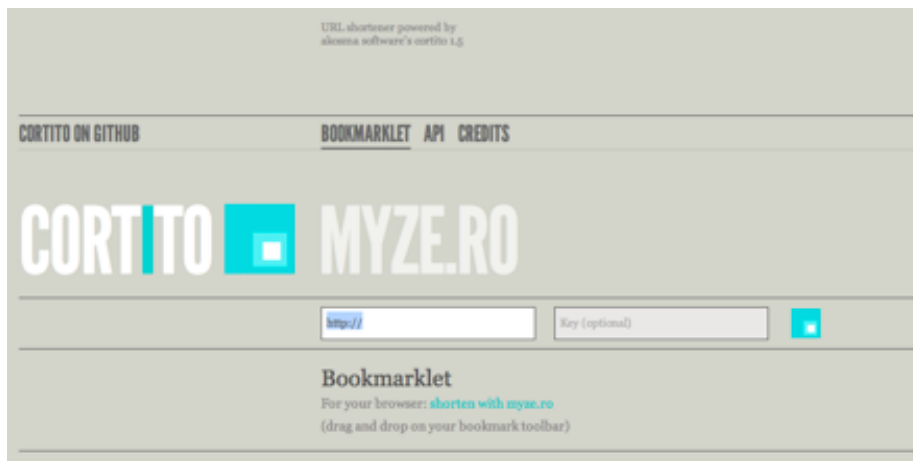 URL shortener powered by
akosma software's cortito 1.5
CORTITO ON GITHUB
BOOKMARKLET API CREDITS
CORTITO MYZE.RO
http:// Key (optional)
Bookmarklet
For your browser: shorten with myze.ro
(drag and drop on your bookmark toolbar)